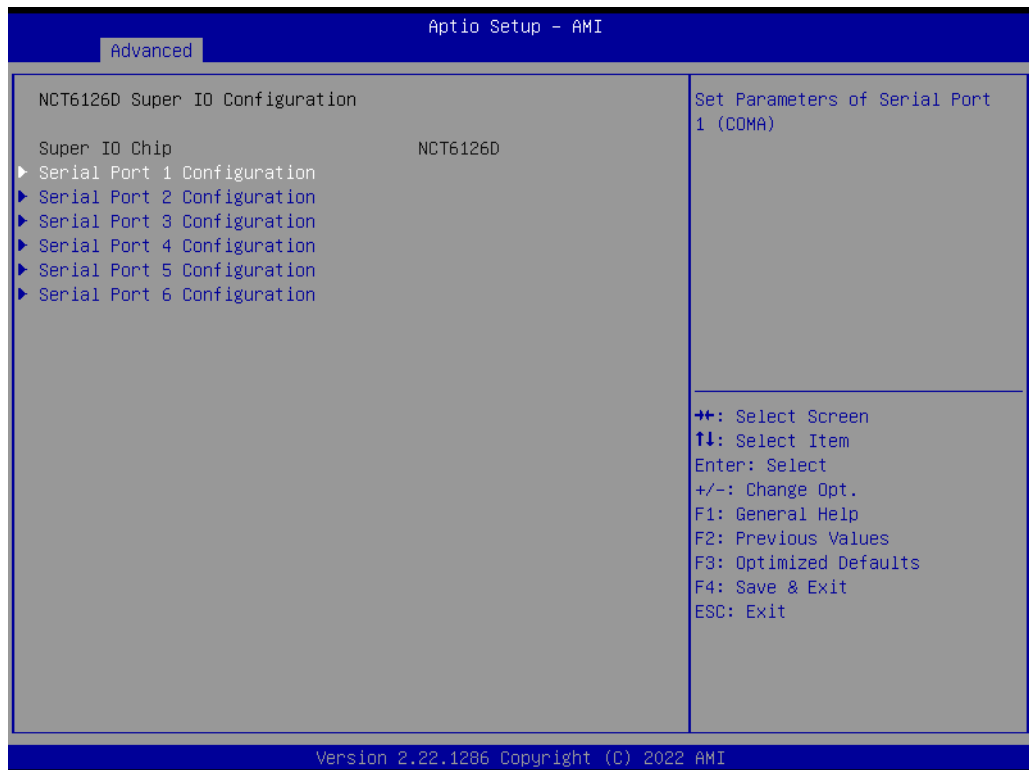 Aptio Setup – AMI
Advanced
NCT6126D Super IO Configuration
Super IO Chip NCT6126D
▶ Serial Port 1 Configuration
▶ Serial Port 2 Configuration
▶ Serial Port 3 Configuration
▶ Serial Port 4 Configuration
▶ Serial Port 5 Configuration
▶ Serial Port 6 Configuration
Set Parameters of Serial Port
1 (COMA)
→←: Select Screen
↑↓: Select Item
Enter: Select
+/-: Change Opt.
F1: General Help
F2: Previous Values
F3: Optimized Defaults
F4: Save & Exit
ESC: Exit
Version 2.22.1286 Copyright (C) 2022 AMI